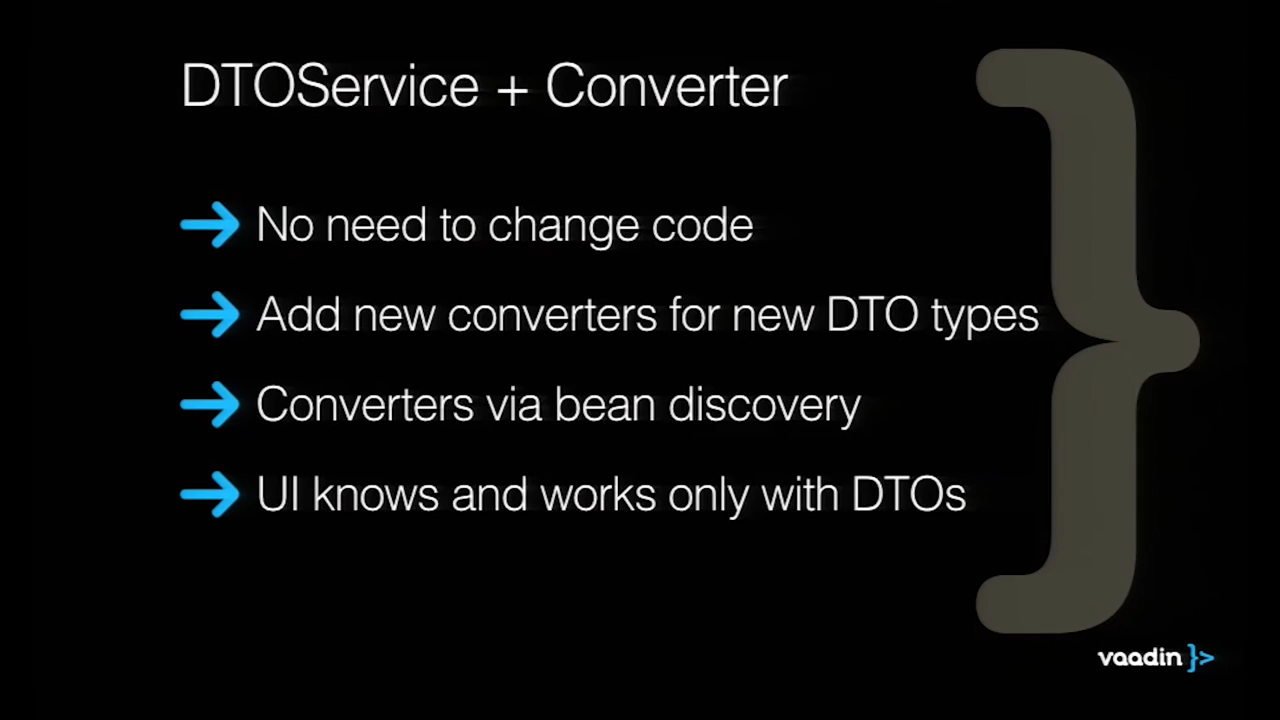 DTOService + Converter
No need to change code
Add new converters for new DTO types
Converters via bean discovery
UI knows and works only with DTOs
vaadin }>